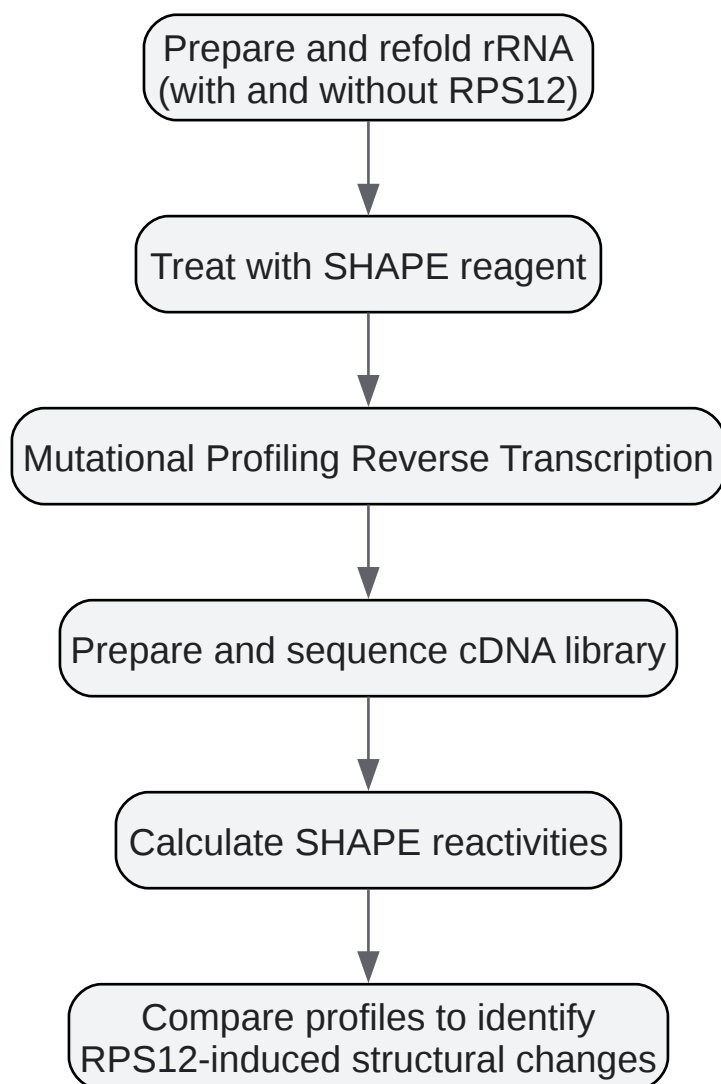 Prepare and refold rRNA
(with and without RPS12)
Treat with SHAPE reagent
Mutational Profiling Reverse Transcription
Prepare and sequence cDNA library
Calculate SHAPE reactivities
Compare profiles to identify
RPS12-induced structural changes